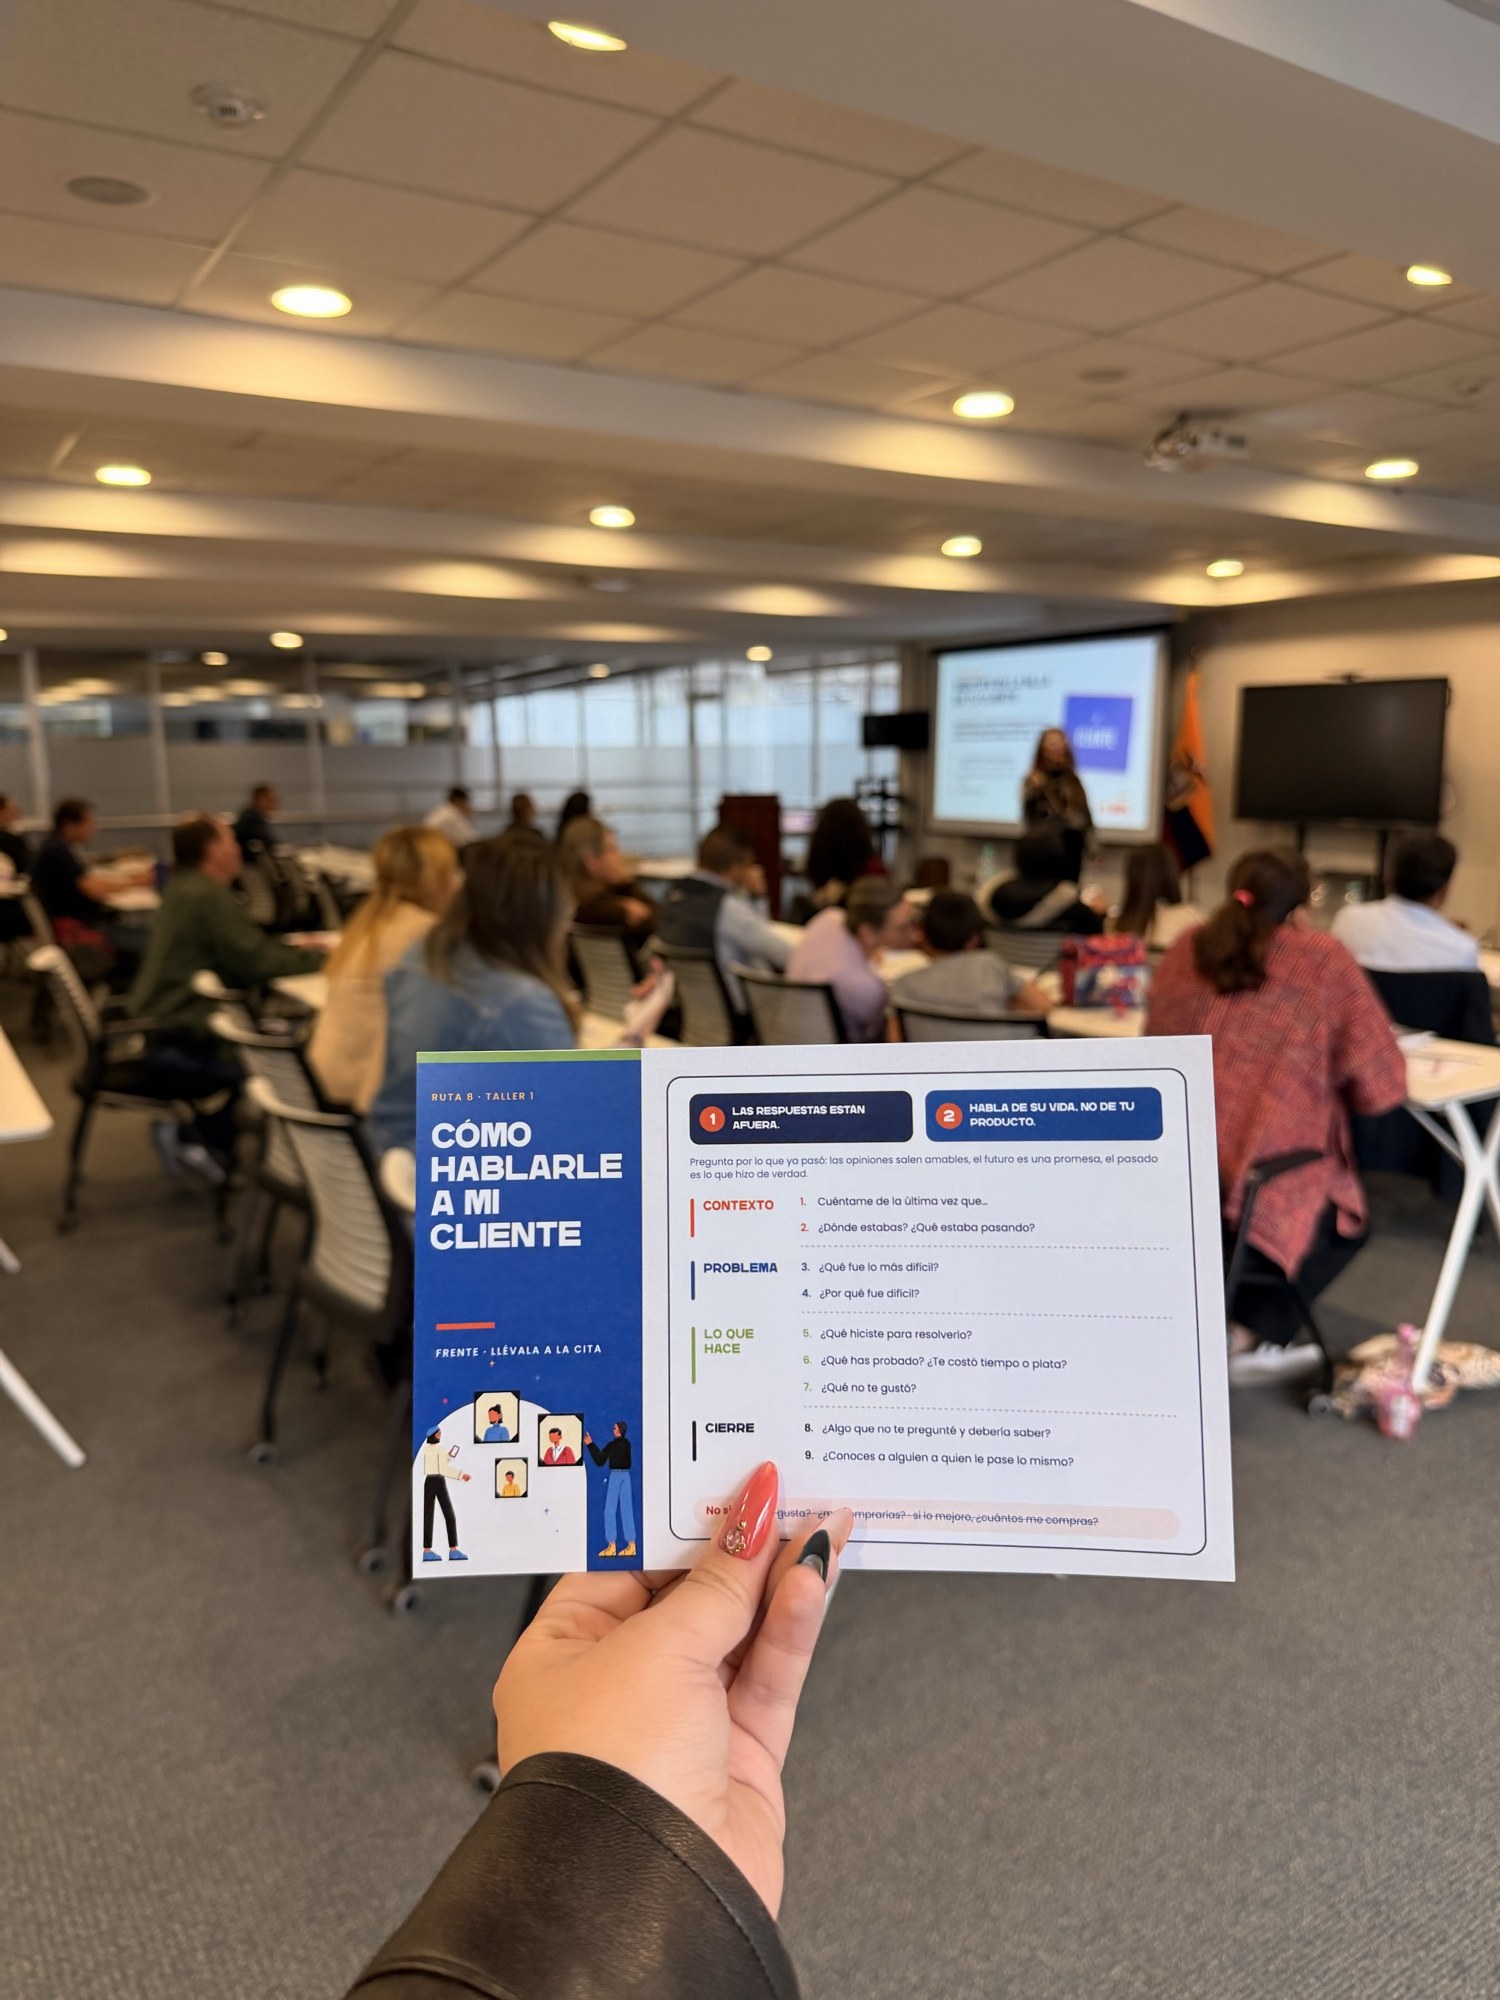 RUTA 8 · TALLER 1
CÓMO
HABLARLE
A MI
CLIENTE
FRENTE · LLÉVALA A LA CITA
1 LAS RESPUESTAS ESTÁN
AFUERA.
2 HABLA DE SU VIDA, NO DE TU
PRODUCTO.
Pregunta por lo que ya pasó: las opiniones salen amables, el futuro es una promesa, el pasado
es lo que hizo de verdad.
CONTEXTO
1. Cuéntame de la última vez que...
2. ¿Dónde estabas? ¿Qué estaba pasando?
PROBLEMA
3. ¿Qué fue lo más difícil?
4. ¿Por qué fue difícil?
LO QUE
HACE
5. ¿Qué hiciste para resolverlo?
6. ¿Qué has probado? ¿Te costó tiempo o plata?
7. ¿Qué no te gustó?
CIERRE
8. ¿Algo que no te pregunté y debería saber?
9. ¿Conoces a alguien a quien le pase lo mismo?
No gusta? · comprarías? · si lo mejoro, ¿cuántos me compras?